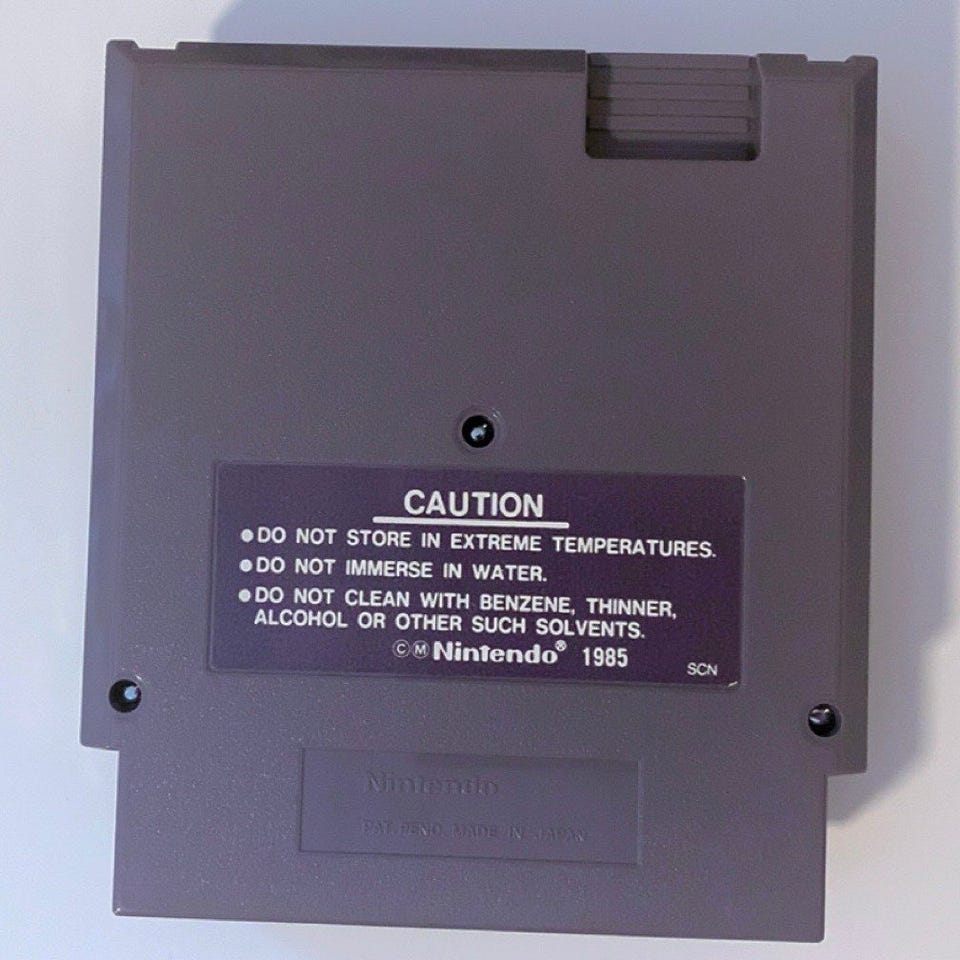 CAUTION
●DO NOT STORE IN EXTREME TEMPERATURES.
●DO NOT IMMERSE IN WATER.
●DO NOT CLEAN WITH BENZENE, THINNER,
ALCOHOL OR OTHER SUCH SOLVENTS.
ⒸⓂNintendo® 1985
SCN
Nintendo
PAT. PEND. MADE IN JAPAN